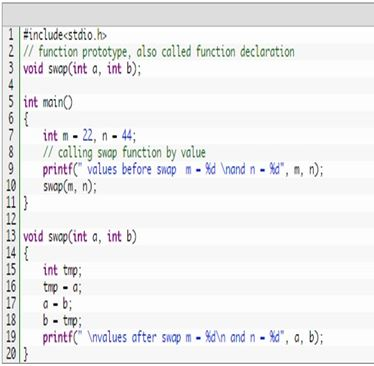 1 #include<stdio.h>
2 // function prototype, also called function declaration
3 void swap(int a, int b);
4
5 int main()
6 {
7     int m = 22, n = 44;
8     // calling swap function by value
9     printf(" values before swap  m = %d \nand n = %d", m, n);
10     swap(m, n);
11 }
12
13 void swap(int a, int b)
14 {
15     int tmp;
16     tmp = a;
17     a = b;
18     b = tmp;
19     printf(" \nvalues after swap m = %d\n and n = %d", a, b);
20 }